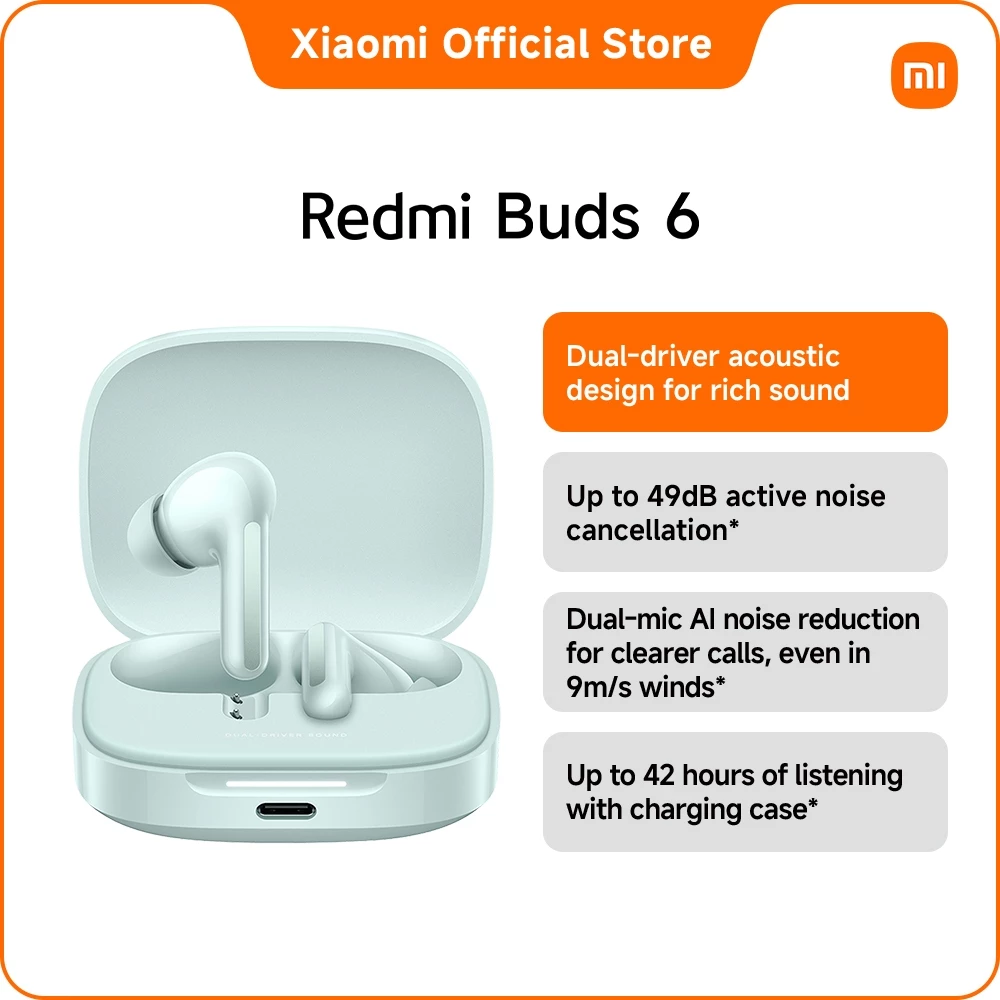 Xiaomi Official Store
mi
Redmi Buds 6
Dual-driver acoustic
design for rich sound
Up to 49dB active noise
cancellation*
Dual-mic AI noise reduction
for clearer calls, even in
9m/s winds*
DUAL-DRIVER SOUND
Up to 42 hours of listening
with charging case*